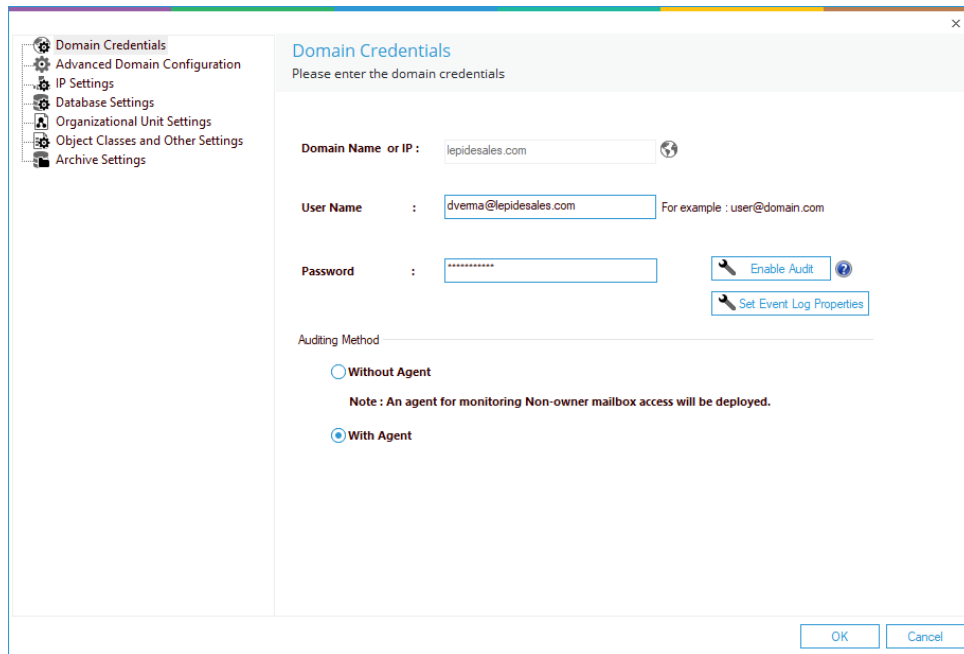 Domain Credentials
Advanced Domain Configuration
IP Settings
Database Settings
Organizational Unit Settings
Object Classes and Other Settings
Archive Settings
Domain Credentials
Please enter the domain credentials
Domain Name or IP : lepidesales.com
User Name : dverma@lepidesales.com For example : user@domain.com
Password : *********** Enable Audit ?
Set Event Log Properties
Auditing Method
Without Agent
Note : An agent for monitoring Non-owner mailbox access will be deployed.
With Agent
OK Cancel